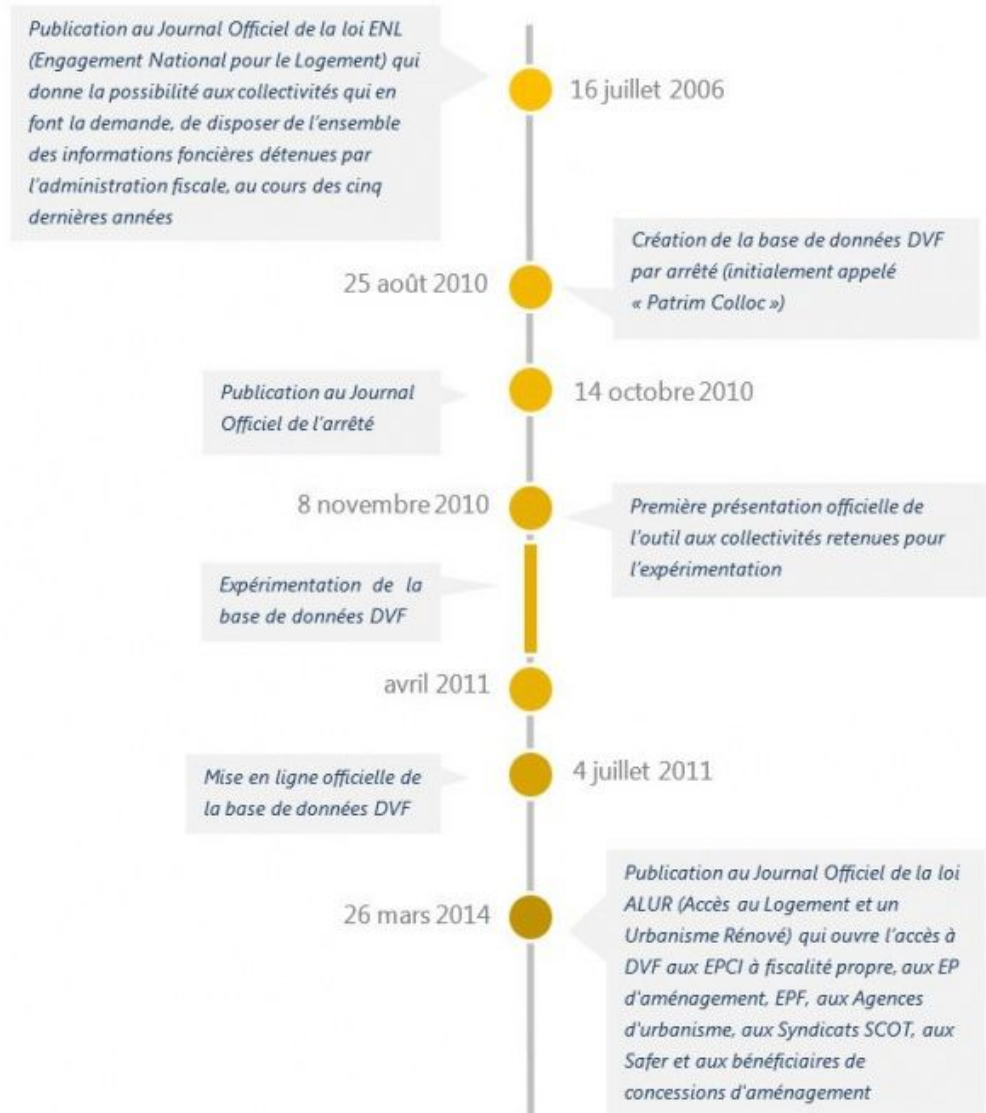 Publication au Journal Officiel de la loi ENL
(Engagement National pour le Logement) qui
donne la possibilité aux collectivités qui en
font la demande, de disposer de l'ensemble
des informations foncières détenues par
l'administration fiscale, au cours des cinq
dernières années
16 juillet 2006
25 août 2010
Création de la base de données DVF
par arrêté (initialement appelé
« Patrim Colloc »)
Publication au Journal
Officiel de l'arrêté
14 octobre 2010
8 novembre 2010
Première présentation officielle de
l'outil aux collectivités retenues pour
l'expérimentation
Expérimentation de la
base de données DVF
avril 2011
Mise en ligne officielle de
la base de données DVF
4 juillet 2011
26 mars 2014
Publication au Journal Officiel de la loi
ALUR (Accès au Logement et un
Urbanisme Rénové) qui ouvre l'accès à
DVF aux EPCI à fiscalité propre, aux EP
d'aménagement, EPF, aux Agences
d'urbanisme, aux Syndicats SCOT, aux
Safer et aux bénéficiaires de
concessions d'aménagement